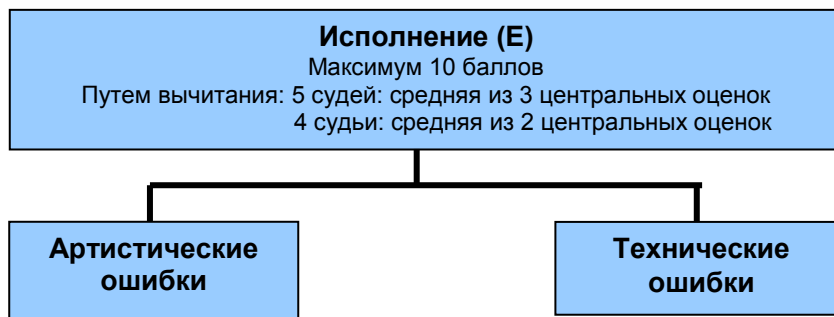 Исполнение (Е)
Максимум 10 баллов
Путем вычитания: 5 судей: средняя из 3 центральных оценок
4 судьи: средняя из 2 центральных оценок
Артистические
ошибки
Технические
ошибки